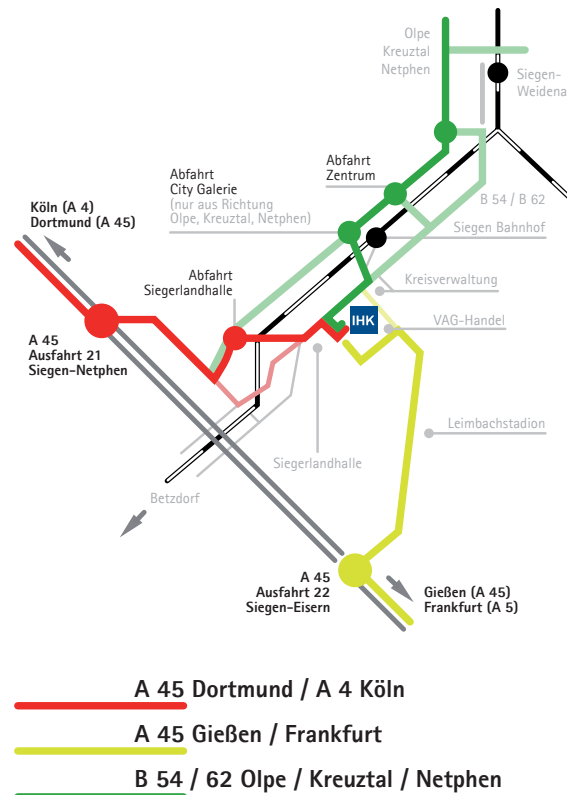 Olpe
Kreuztal
Netphen
Siegen-
Weidena
Abfahrt
Zentrum
Abfahrt
City Galerie
(nur aus Richtung
Olpe, Kreuztal, Netphen)
B 54 / B 62
Köln (A 4)
Dortmund (A 45)
Siegen Bahnhof
Abfahrt
Siegerlandhalle
Kreisverwaltung
IHK
VAG-Handel
A 45
Ausfahrt 21
Siegen-Netphen
Leimbachstadion
Siegerlandhalle
Betzdorf
A 45
Ausfahrt 22
Siegen-Eisern
Gießen (A 45)
Frankfurt (A 5)
A 45 Dortmund / A 4 Köln
A 45 Gießen / Frankfurt
B 54 / 62 Olpe / Kreuztal / Netphen